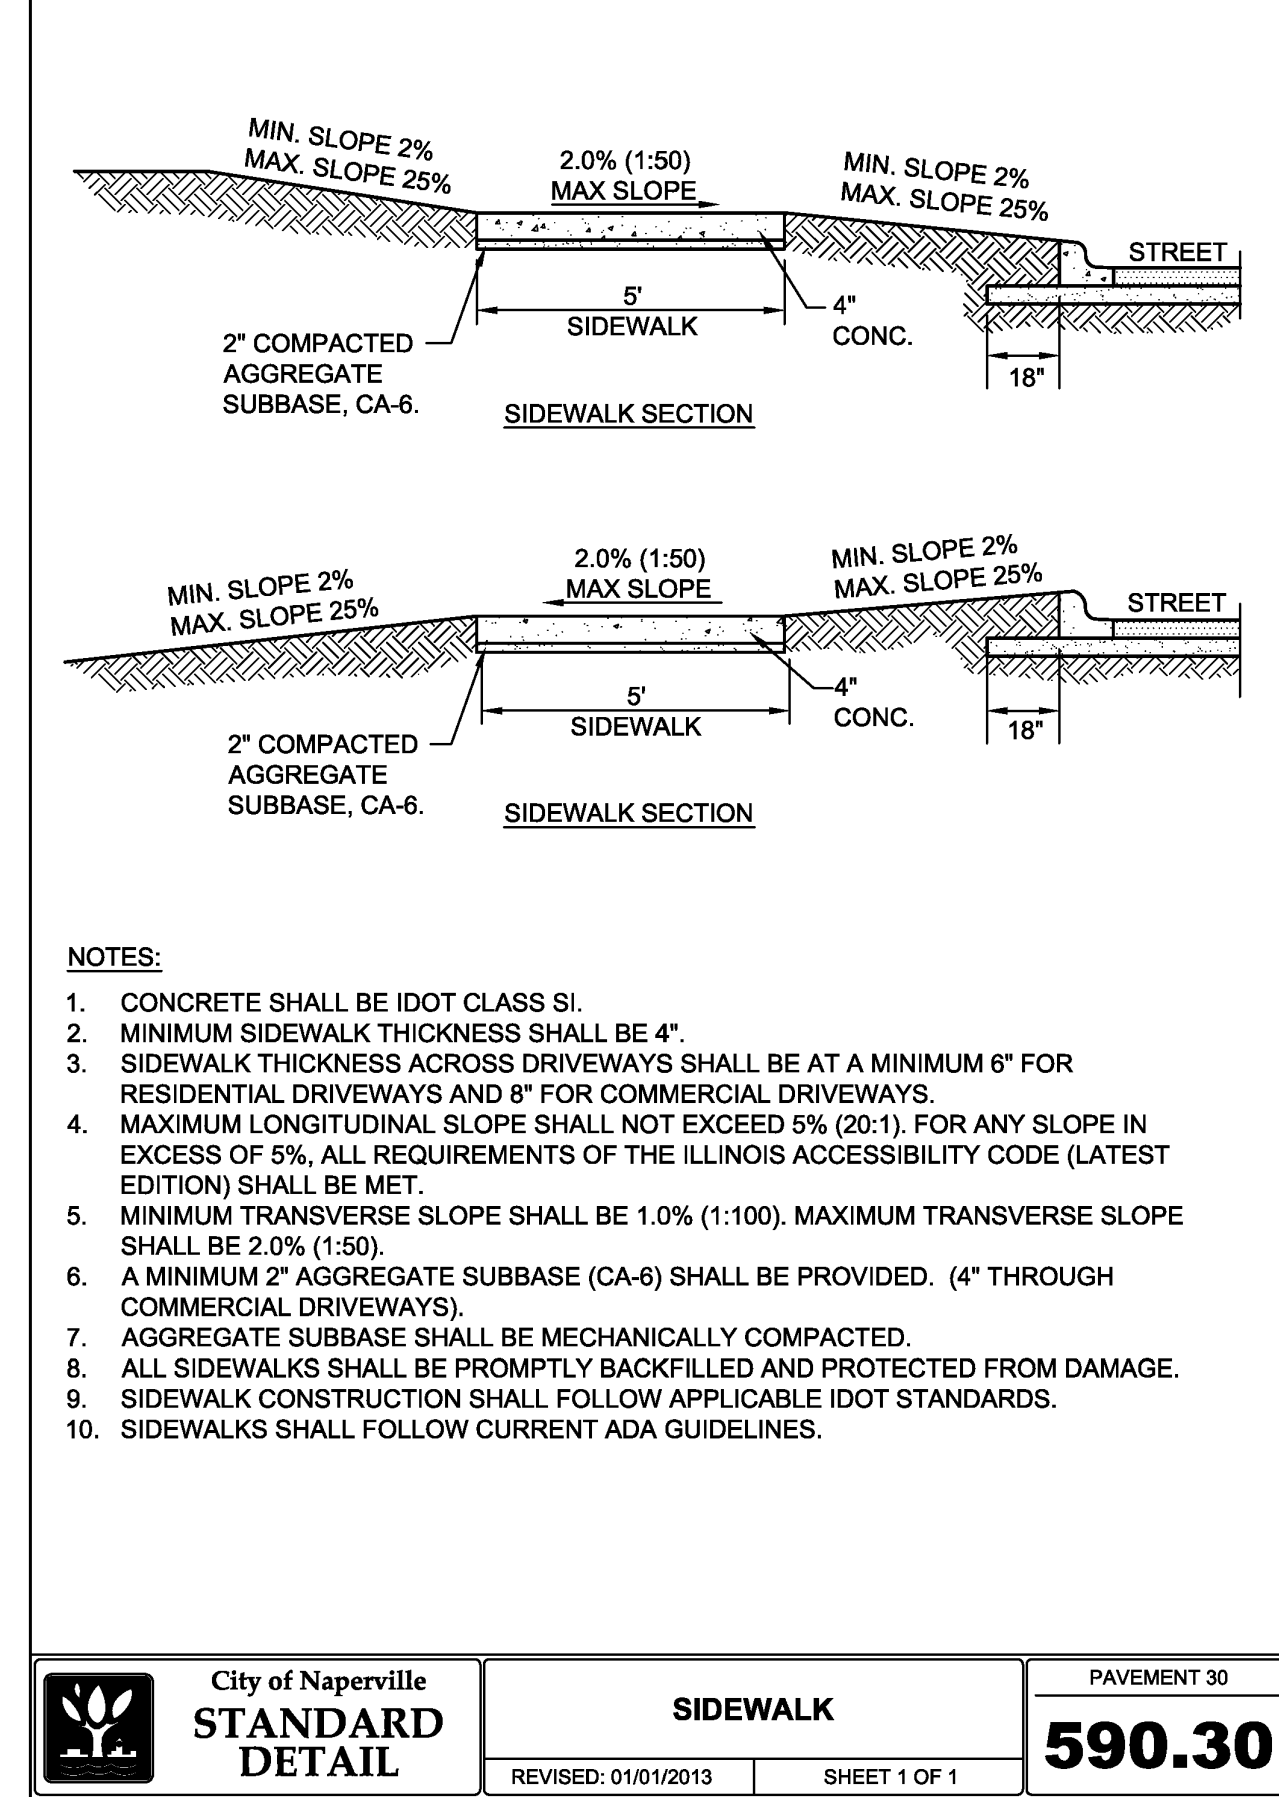 MIN. SLOPE 2%
MAX. SLOPE 25%
2.0% (1:50)
MAX SLOPE
MIN. SLOPE 2%
MAX. SLOPE 25%
STREET
5'
SIDEWALK
4"
CONC.
2" COMPACTED
AGGREGATE
SUBBASE, CA-6.
18"
SIDEWALK SECTION
MIN. SLOPE 2%
MAX. SLOPE 25%
2.0% (1:50)
MAX SLOPE
MIN. SLOPE 2%
MAX. SLOPE 25%
STREET
5'
SIDEWALK
4"
CONC.
2" COMPACTED
AGGREGATE
SUBBASE, CA-6.
18"
SIDEWALK SECTION
NOTES:
1. CONCRETE SHALL BE IDOT CLASS SI.
2. MINIMUM SIDEWALK THICKNESS SHALL BE 4".
3. SIDEWALK THICKNESS ACROSS DRIVEWAYS SHALL BE AT A MINIMUM 6" FOR
RESIDENTIAL DRIVEWAYS AND 8" FOR COMMERCIAL DRIVEWAYS.
4. MAXIMUM LONGITUDINAL SLOPE SHALL NOT EXCEED 5% (20:1). FOR ANY SLOPE IN
EXCESS OF 5%, ALL REQUIREMENTS OF THE ILLINOIS ACCESSIBILITY CODE (LATEST
EDITION) SHALL BE MET.
5. MINIMUM TRANSVERSE SLOPE SHALL BE 1.0% (1:100). MAXIMUM TRANSVERSE SLOPE
SHALL BE 2.0% (1:50).
6. A MINIMUM 2" AGGREGATE SUBBASE (CA-6) SHALL BE PROVIDED. (4" THROUGH
COMMERCIAL DRIVEWAYS).
7. AGGREGATE SUBBASE SHALL BE MECHANICALLY COMPACTED.
8. ALL SIDEWALKS SHALL BE PROMPTLY BACKFILLED AND PROTECTED FROM DAMAGE.
9. SIDEWALK CONSTRUCTION SHALL FOLLOW APPLICABLE IDOT STANDARDS.
10. SIDEWALKS SHALL FOLLOW CURRENT ADA GUIDELINES.
City of Naperville
STANDARD
DETAIL
SIDEWALK
REVISED: 01/01/2013
SHEET 1 OF 1
PAVEMENT 30
590.30